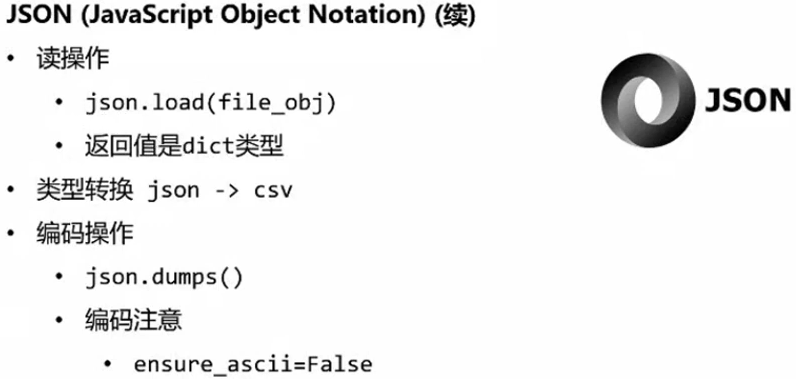 JSON (JavaScript Object Notation) (续)
• 读操作
• json.load(file_obj)
• 返回值是dict类型
• 类型转换 json -> csv
• 编码操作
• json.dumps()
• 编码注意
• ensure_ascii=False
JSON